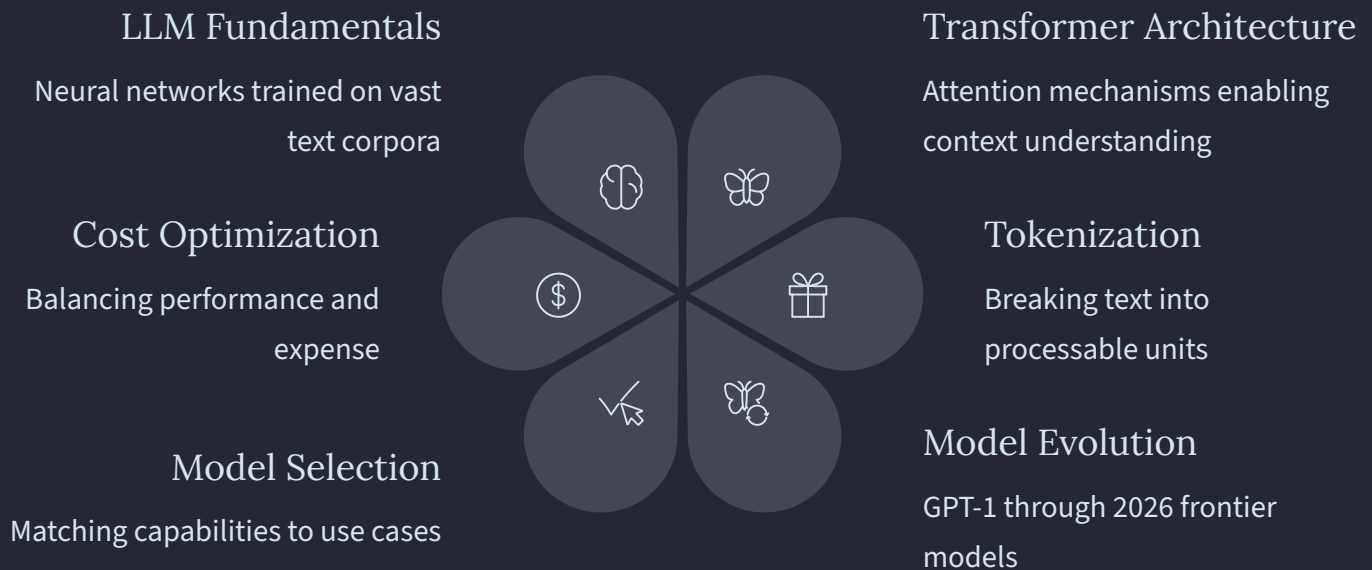 LLM Fundamentals
Neural networks trained on vast
text corpora
Transformer Architecture
Attention mechanisms enabling
context understanding
Cost Optimization
Balancing performance and
expense
$
Tokenization
Breaking text into
processable units
Model Selection
Matching capabilities to use cases
Model Evolution
GPT-1 through 2026 frontier
models